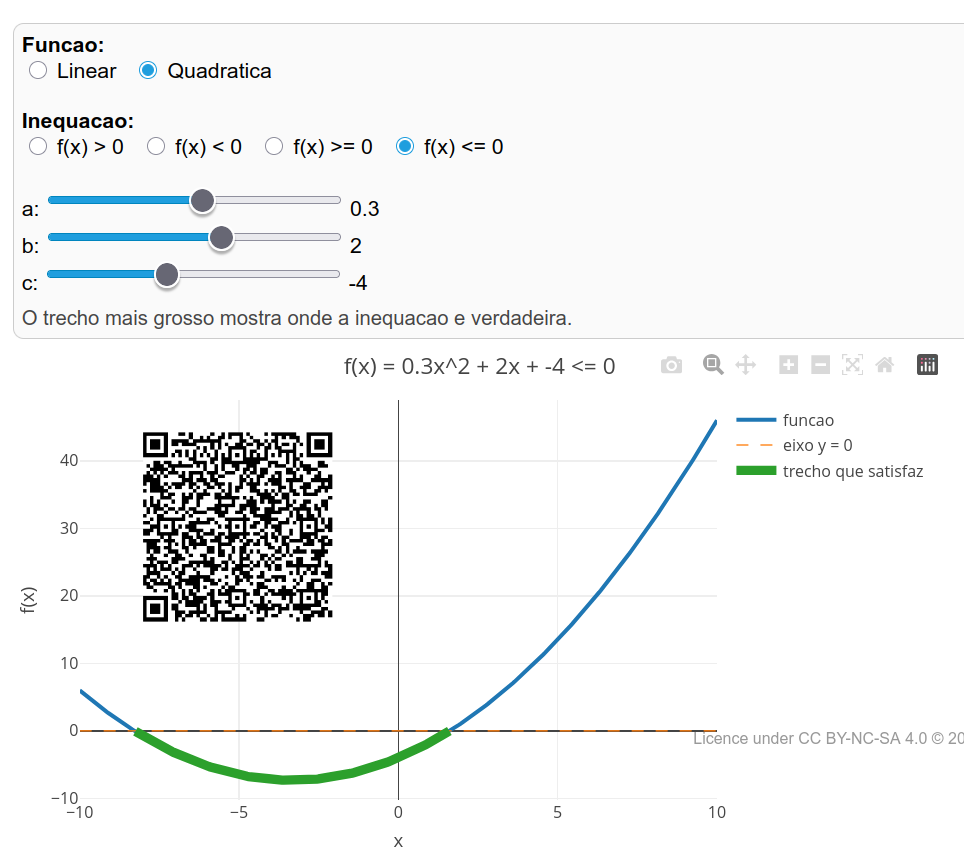 Funcao:
Linear Quadratica
Inequacao:
f(x) > 0 f(x) < 0 f(x) >= 0 f(x) <= 0
a: 0.3
b: 2
c: -4
O trecho mais grosso mostra onde a inequacao e verdadeira.
f(x) = 0.3x^2 + 2x + -4 <= 0
funcao
eixo y = 0
trecho que satisfaz
40
30
20
10
0
−10
f(x)
Licence under CC BY-NC-SA 4.0 © 20
−10 −5 0 5 10
x